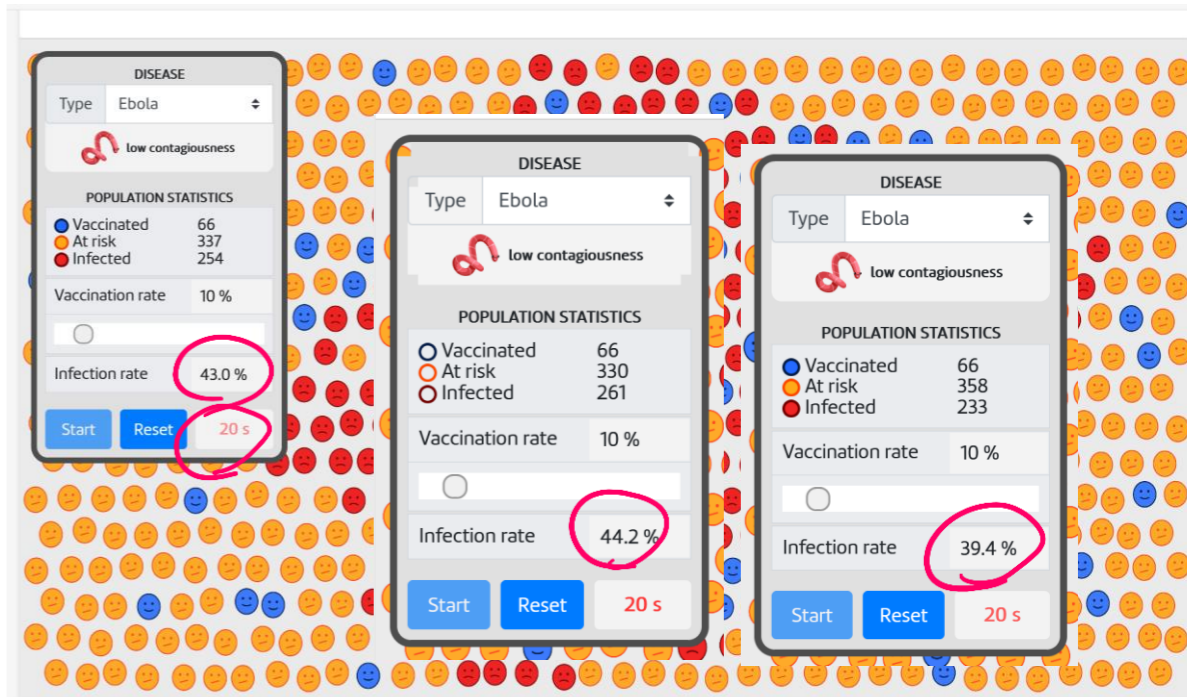 DISEASE
Type Ebola
low contagiousness
POPULATION STATISTICS
Vaccinated 66
At risk 337
Infected 254
Vaccination rate 10 %
Infection rate 43.0 %
Start Reset 20 s
DISEASE
Type Ebola
low contagiousness
POPULATION STATISTICS
Vaccinated 66
At risk 330
Infected 261
Vaccination rate 10 %
Infection rate 44.2 %
Start Reset 20 s
DISEASE
Type Ebola
low contagiousness
POPULATION STATISTICS
Vaccinated 66
At risk 358
Infected 233
Vaccination rate 10 %
Infection rate 39.4 %
Start Reset 20 s